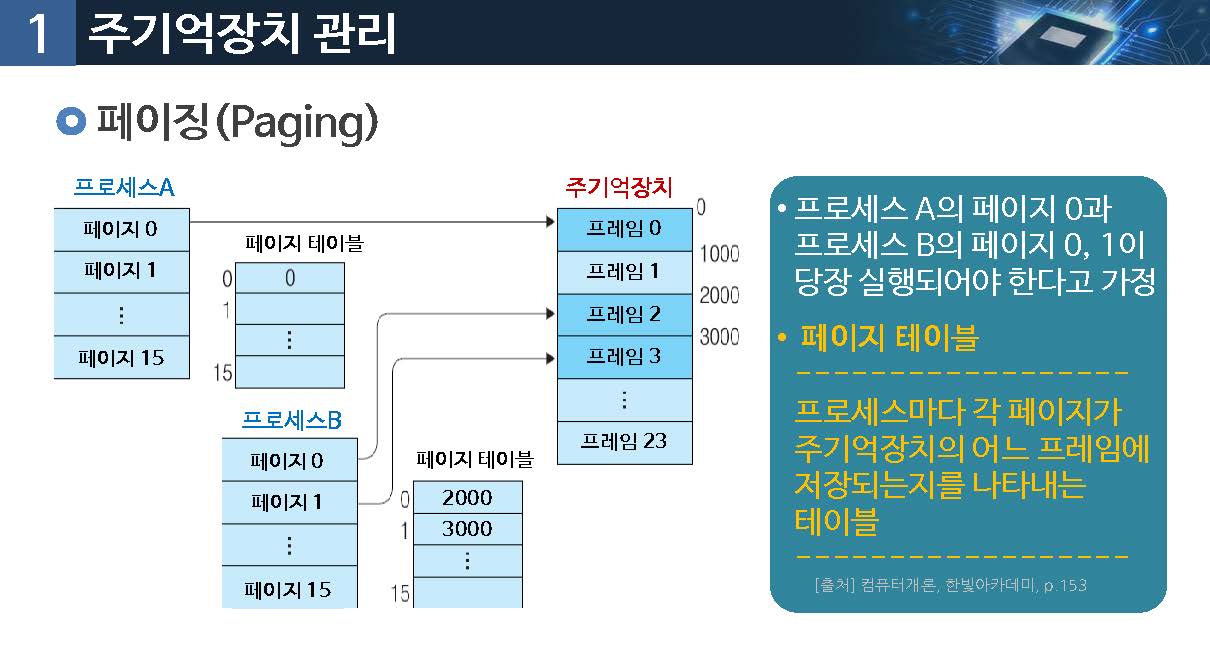 1 주기억장치 관리
페이징(Paging)
프로세스A
페이지 0
페이지 1
⋮
페이지 15
페이지 테이블
0 0
1
⋮
15
프로세스B
페이지 0
페이지 1
⋮
페이지 15
페이지 테이블
0 2000
1 3000
⋮
15
주기억장치
프레임 0
프레임 1
프레임 2
프레임 3
⋮
프레임 23
0
1000
2000
3000
• 프로세스 A의 페이지 0과
프로세스 B의 페이지 0, 1이
당장 실행되어야 한다고 가정
• 페이지 테이블
프로세스마다 각 페이지가
주기억장치의 어느 프레임에
저장되는지를 나타내는
테이블
[출처] 컴퓨터개론, 한빛아카데미, p.153